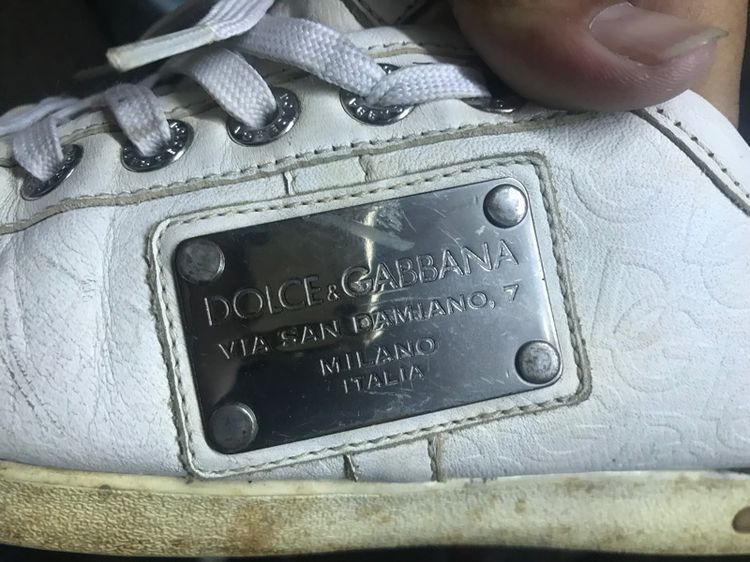 DOLCE & GABBANA
VIA SAN DAMIANO, 7
MILANO
ITALIA